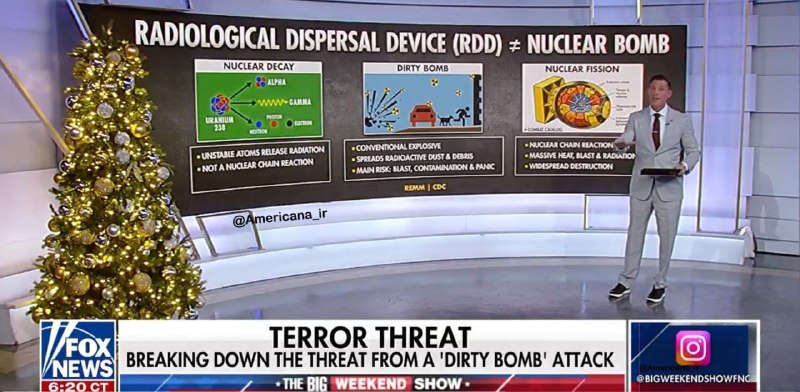 RADIOLOGICAL DISPERSAL DEVICE (RDD) ≠ NUCLEAR BOMB
NUCLEAR DECAY
ALPHA
GAMMA
URANIUM
238
PROTON
NEUTRON
ELECTRON
▪ UNSTABLE ATOMS RELEASE RADIATION
▪ NOT A NUCLEAR CHAIN REACTION
DIRTY BOMB
▪ CONVENTIONAL EXPLOSIVE
▪ SPREADS RADIOACTIVE DUST & DEBRIS
▪ MAIN RISK: BLAST, CONTAMINATION & PANIC
NUCLEAR FISSION
COMBAT CATALOG
▪ NUCLEAR CHAIN REACTION
▪ MASSIVE HEAT, BLAST & RADIATION
▪ WIDESPREAD DESTRUCTION
REMM | CDC
@Americana_ir
FOX
NEWS
6:20 CT
TERROR THREAT
BREAKING DOWN THE THREAT FROM A 'DIRTY BOMB' ATTACK
• THE BIG WEEKEND SHOW •
@BIGWEEKENDSHOWFNC